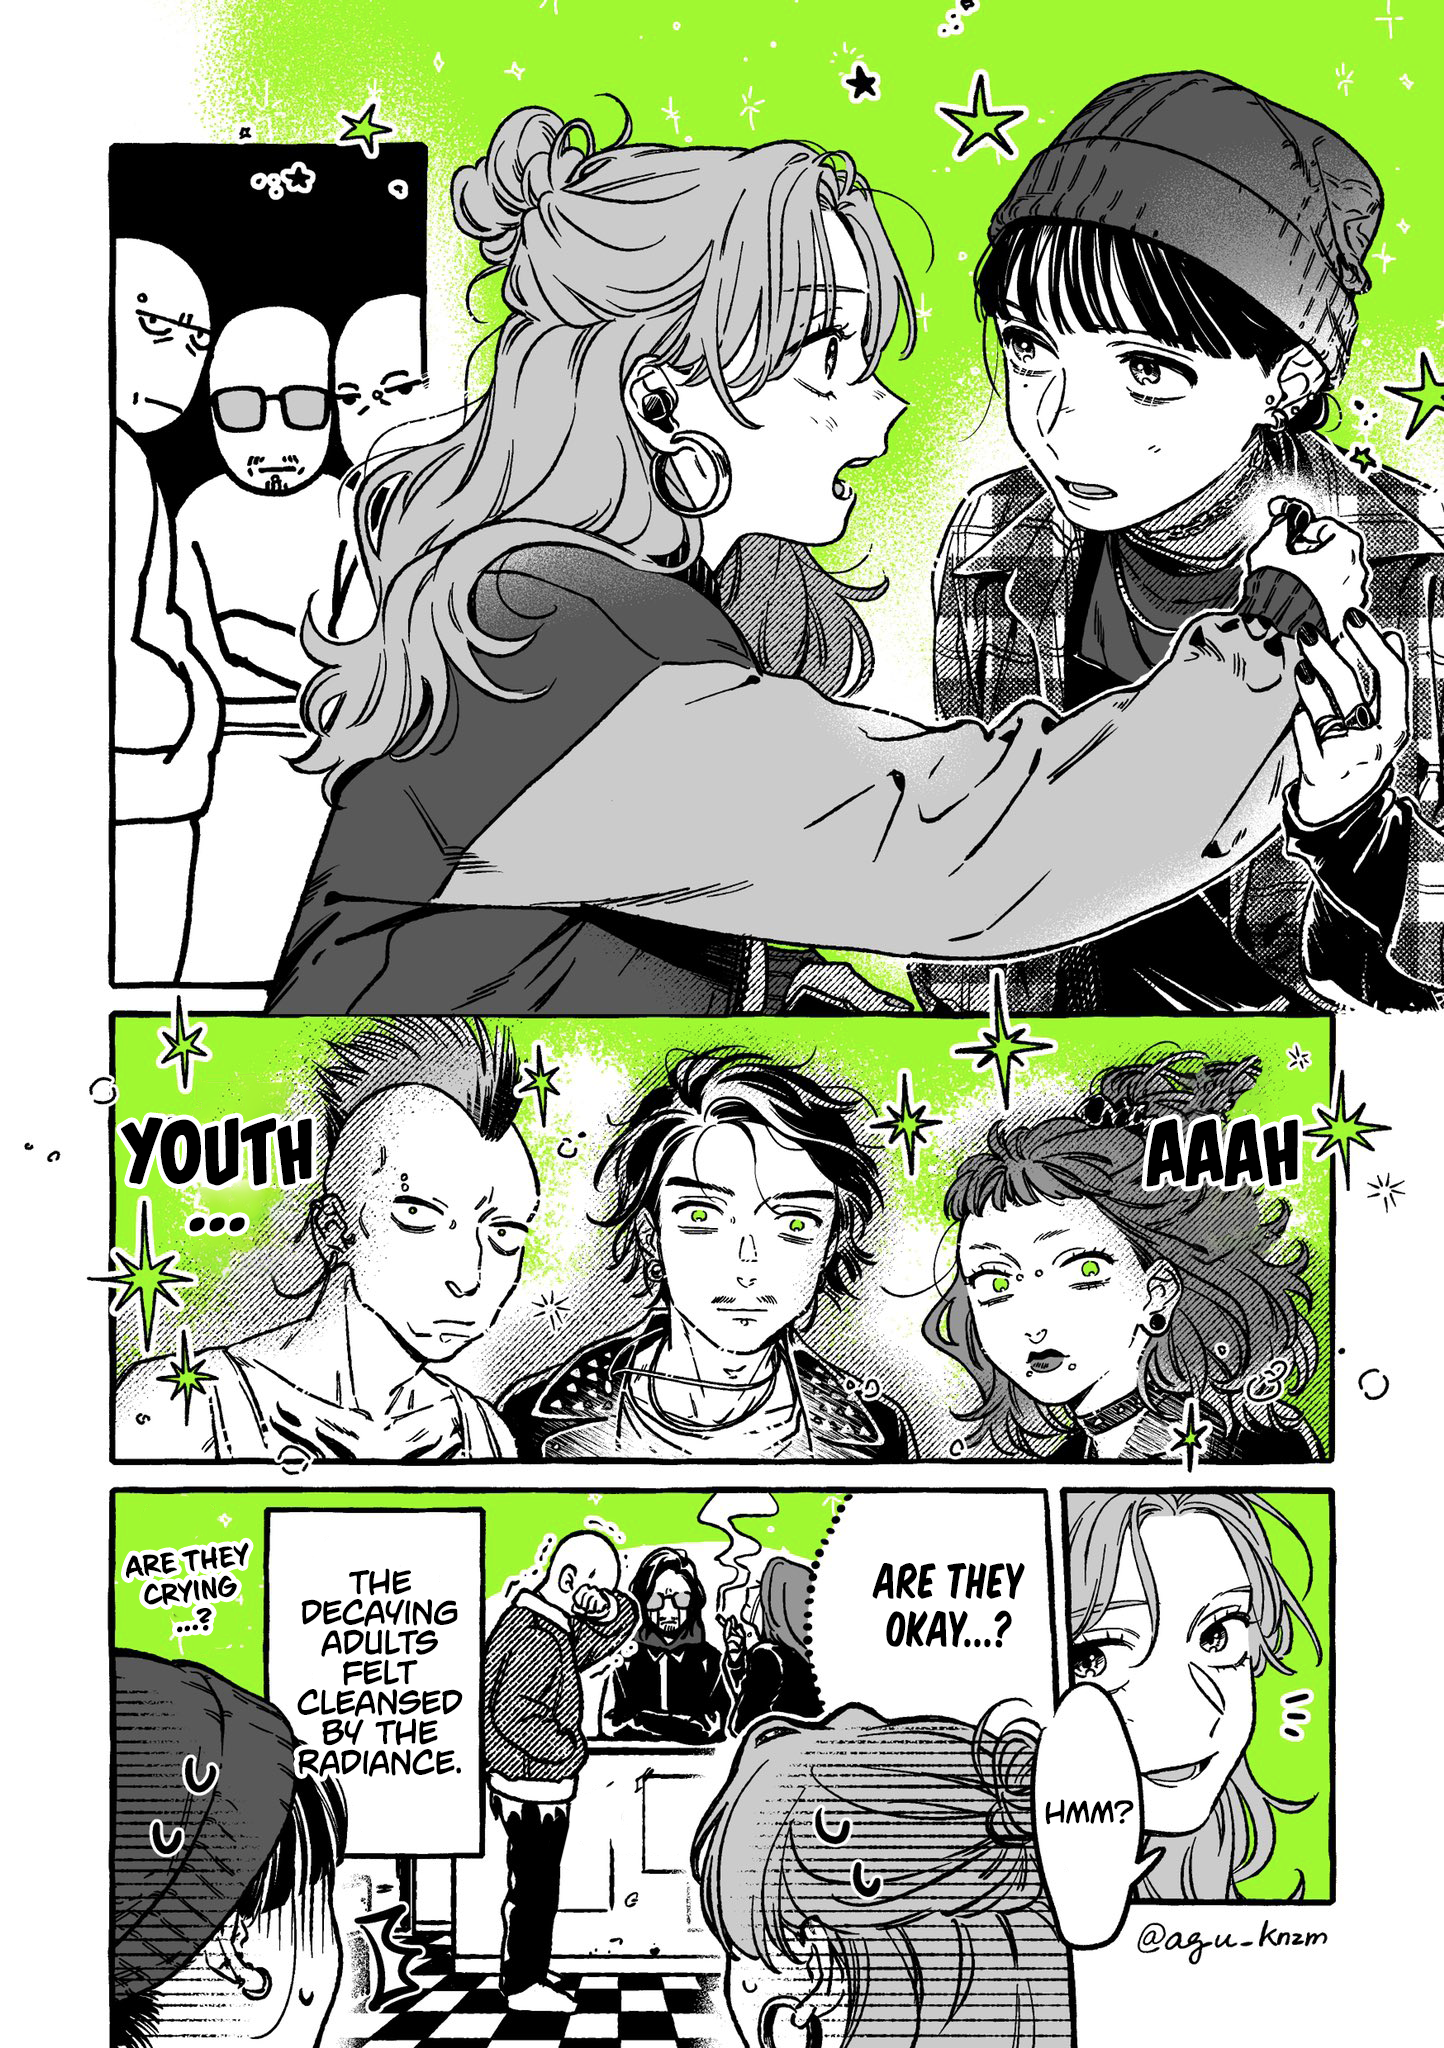 AAAH
YOUTH
...
HMM?
ARE THEY
OKAY...?
THE
DECAYING
ADULTS
FELT
CLEANSED
BY THE
RADIANCE.
ARE THEY
CRYING
...?
@agu_knzm